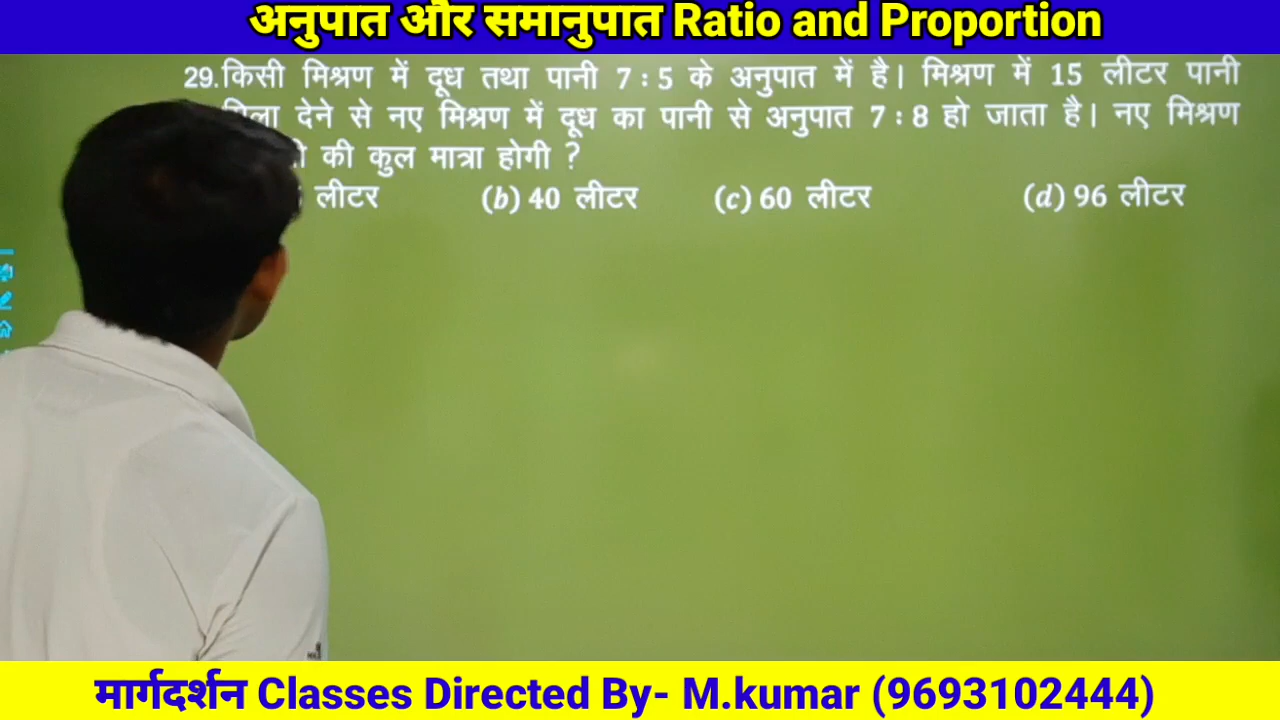 अनुपात और समानुपात Ratio and Proportion
29. किसी मिश्रण में दूध तथा पानी 7 : 5 के अनुपात में है। मिश्रण में 15 लीटर पानी
देने से नए मिश्रण में दूध का पानी से अनुपात 7 : 8 हो जाता है। नए मिश्रण
की कुल मात्रा होगी ?
लीटर (b) 40 लीटर (c) 60 लीटर (d) 96 लीटर
मार्गदर्शन Classes Directed By- M.kumar (9693102444)